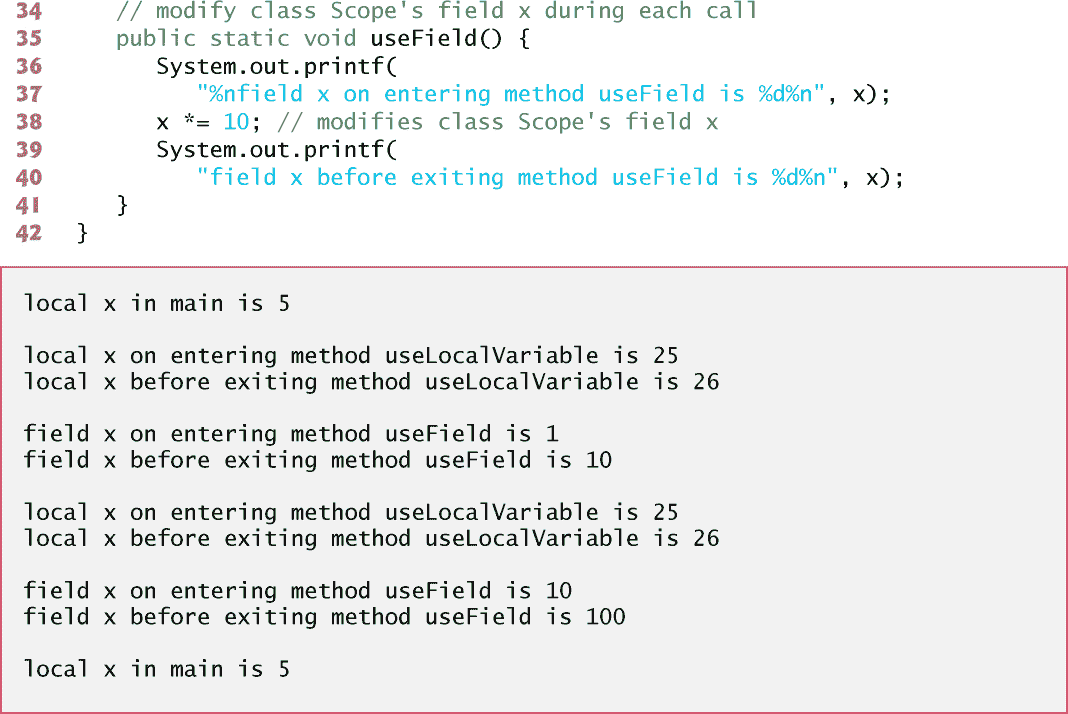 34 // modify class Scope's field x during each call
35 public static void useField() {
36 System.out.printf(
37 "%nfield x on entering method useField is %d%n", x);
38 x *= 10; // modifies class Scope's field x
39 System.out.printf(
40 "field x before exiting method useField is %d%n", x);
41 }
42 }
local x in main is 5
local x on entering method useLocalVariable is 25
local x before exiting method useLocalVariable is 26
field x on entering method useField is 1
field x before exiting method useField is 10
local x on entering method useLocalVariable is 25
local x before exiting method useLocalVariable is 26
field x on entering method useField is 10
field x before exiting method useField is 100
local x in main is 5